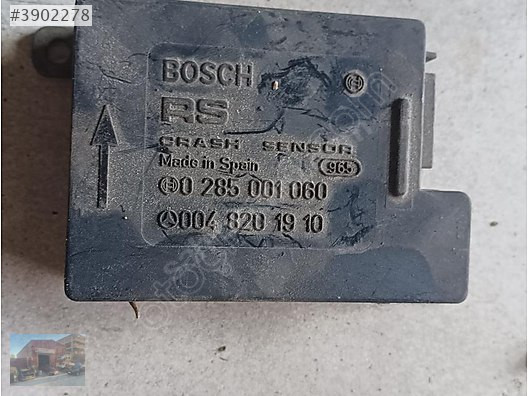 #3902278
BOSCH
RS
CRASH SENSOR
Made in Spain 965
0 285 001 060
004 820 19 10